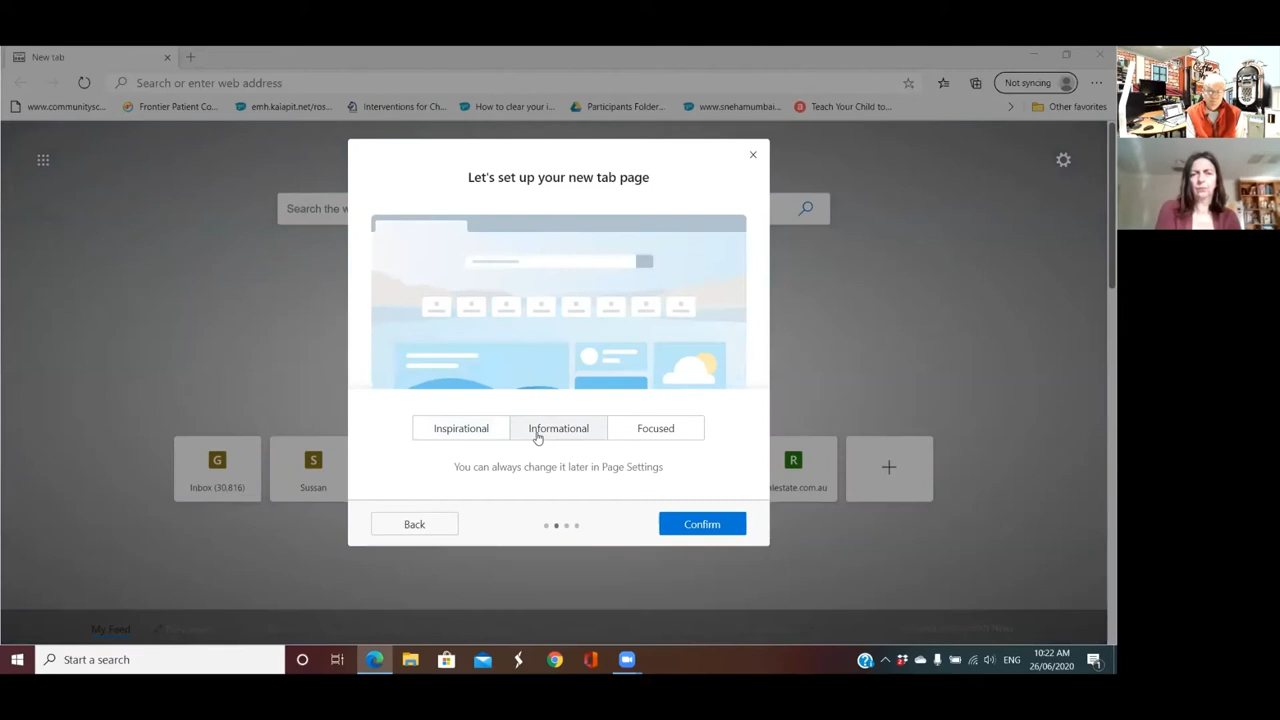 New tab
Search or enter web address
Not syncing
www.communitysc...
Frontier Patient Co...
emh.kaiapit.net/ros...
Interventions for Ch...
How to clear your i...
Participants Folder...
www.snehamumbai...
Teach Your Child to...
Other favorites
Let's set up your new tab page
Search the w
Inspirational
Informational
Focused
You can always change it later in Page Settings
G
Inbox (30,816)
S
Sussan
R
lestate.com.au
Back
Confirm
My Feed
Start a search
ENG
10:22 AM
26/06/2020
1